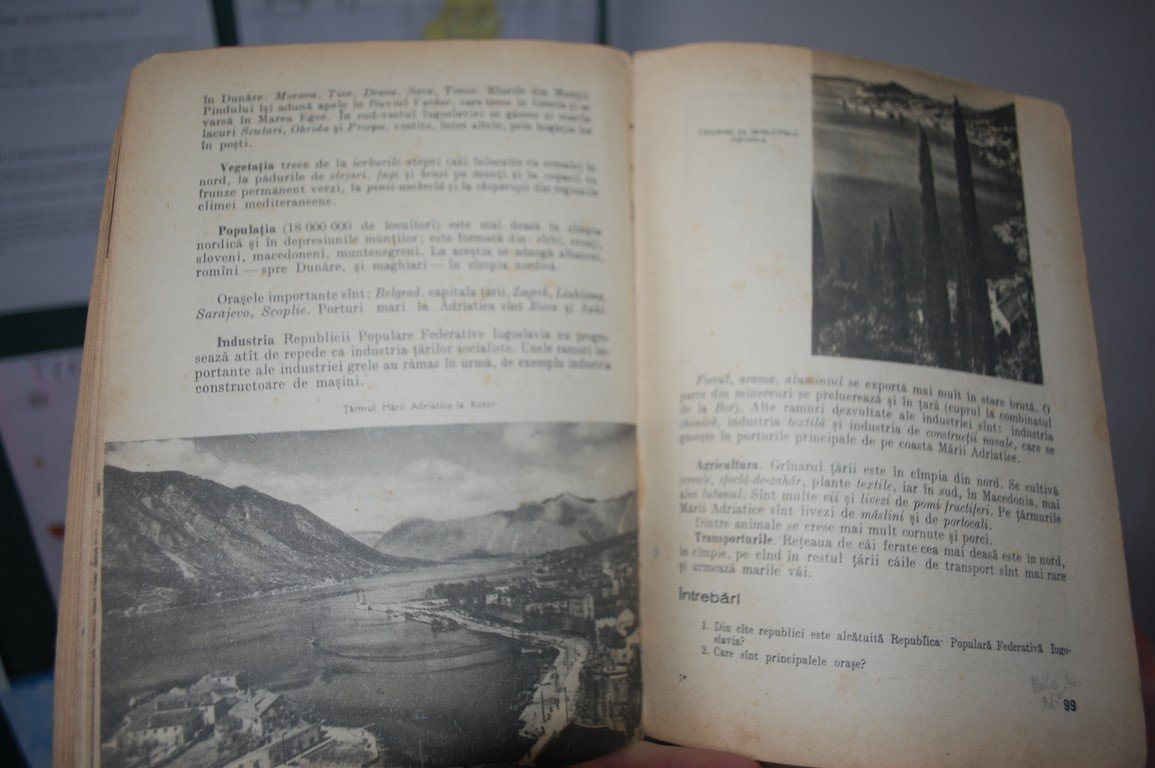 în Dunăre: Morava, Tisa, Drava, Sava, Timoc. Rîurile din Munții
Pindului își adună apele în fluviul Vardar, care trece în Grecia și se
varsă în Marea Egee. În sud-vestul Iugoslaviei se găsesc și marile
lacuri Scutari, Ohrida și Prespa, vestite, între altele, prin bogăția lor
în pești.
Vegetația trece de la ierburile stepei (azi înlocuite cu cereale) în
nord, la pădurile de stejari, fagi și brazi pe munți și la copacii cu
frunze permanent verzi, la pinii-umbrelă și la chiparoșii din regiunile
climei mediteraneene.
Populația (18 000 000 de locuitori) este mai deasă în cîmpia
nordică și în depresiunile munților; este formată din: sîrbi, croați,
sloveni, macedoneni, muntenegreni. La aceștia se adaugă albanezi,
romîni — spre Dunăre, și maghiari — în cîmpia nordică.
Orașele importante sînt: Belgrad, capitala țării, Zagreb, Liubliana,
Sarajevo, Scoplie. Porturi mari la Adriatica sînt Rieca și Split.
Industria Republicii Populare Federative Iugoslavia nu progre-
sează atît de repede ca industria țărilor socialiste. Unele ramuri im-
portante ale industriei grele au rămas în urmă, de exemplu industria
constructoare de mașini.
Țărmul Mării Adriatice la Kotor
Adriatice
Fierul, arama, aluminiul se exportă mai mult în stare brută. O
parte din minereuri se prelucrează și în țară (cuprul la combinatul
de la Bor). Alte ramuri dezvoltate ale industriei sînt: industria
chimică, industria textilă și industria de construcții navale, care se
găsește în porturile principale de pe coasta Mării Adriatice.
Agricultura. Grînarul țării este în cîmpia din nord. Se cultivă
cereale, sfeclă-de-zahăr, plante textile, iar în sud, în Macedonia, mai
ales tutunul. Sînt multe vii și livezi de pomi fructiferi. Pe țărmurile
Mării Adriatice sînt livezi de măslini și de portocali.
Dintre animale se cresc mai mult cornute și porci.
Transporturile. Rețeaua de căi ferate cea mai deasă este în nord,
în cîmpie, pe cînd în restul țării căile de transport sînt mai rare
și urmează marile văi.
Întrebări
1. Din cîte republici este alcătuită Republica Populară Federativă Iugo-
slavia?
2. Care sînt principalele orașe?
7*
99